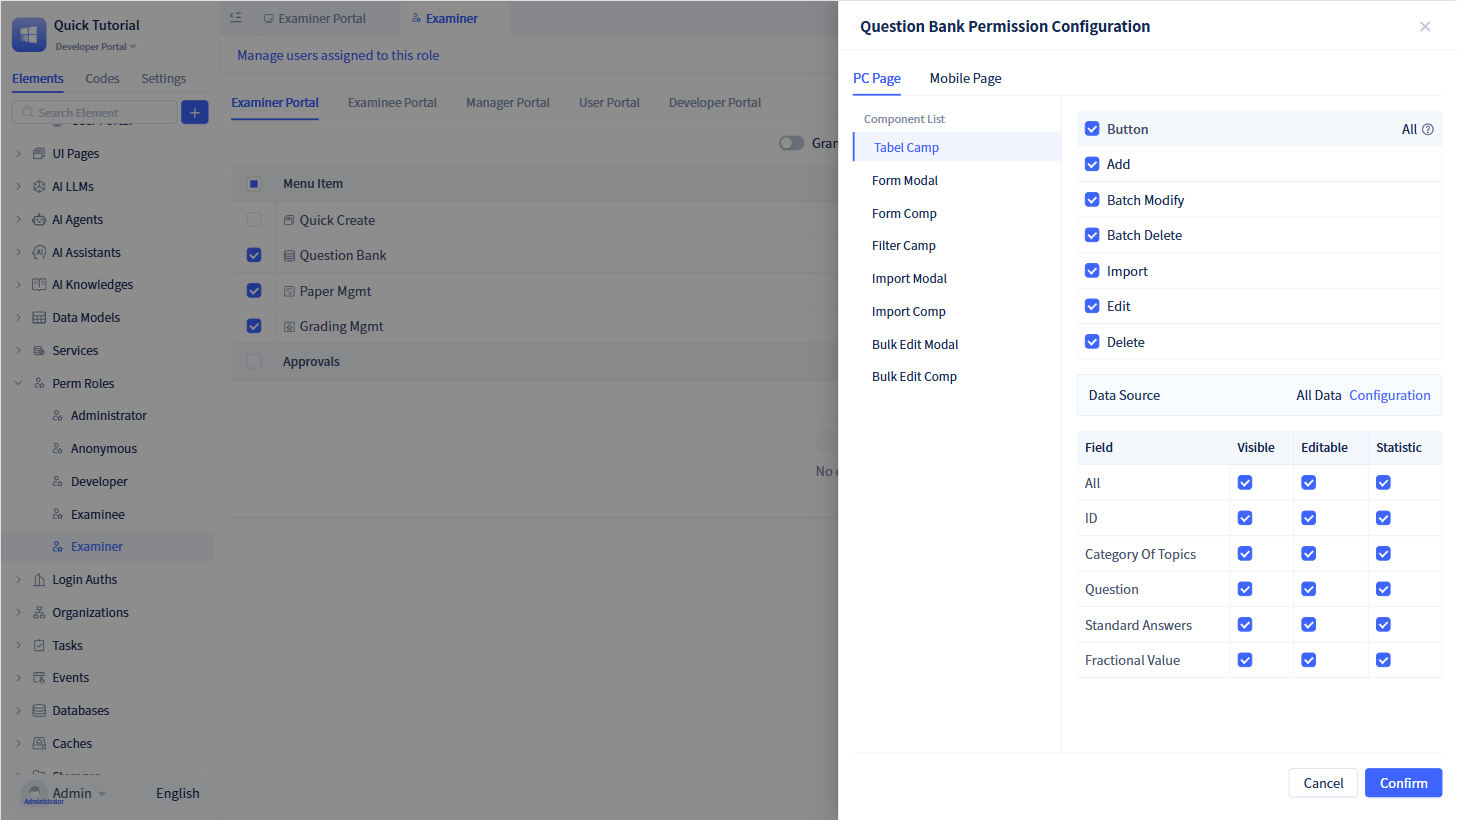 Quick Tutorial
Developer Portal
Elements Codes Settings
Search Element
UI Pages
AI LLMs
AI Agents
AI Assistants
AI Knowledges
Data Models
Services
Perm Roles
Administrator
Anonymous
Developer
Examinee
Examiner
Login Auths
Organizations
Tasks
Events
Databases
Caches
Admin
Administrator
English
Examiner Portal Examiner
Manage users assigned to this role
Examiner Portal Examinee Portal Manager Portal User Portal Developer Portal
Menu Item
Quick Create
Question Bank
Paper Mgmt
Grading Mgmt
Approvals
No
Question Bank Permission Configuration
PC Page Mobile Page
Component List
Tabel Camp
Form Modal
Form Comp
Filter Camp
Import Modal
Import Comp
Bulk Edit Modal
Bulk Edit Comp
Button All
Add
Batch Modify
Batch Delete
Import
Edit
Delete
Data Source All Data Configuration
Field Visible Editable Statistic
All
ID
Category Of Topics
Question
Standard Answers
Fractional Value
Cancel Confirm